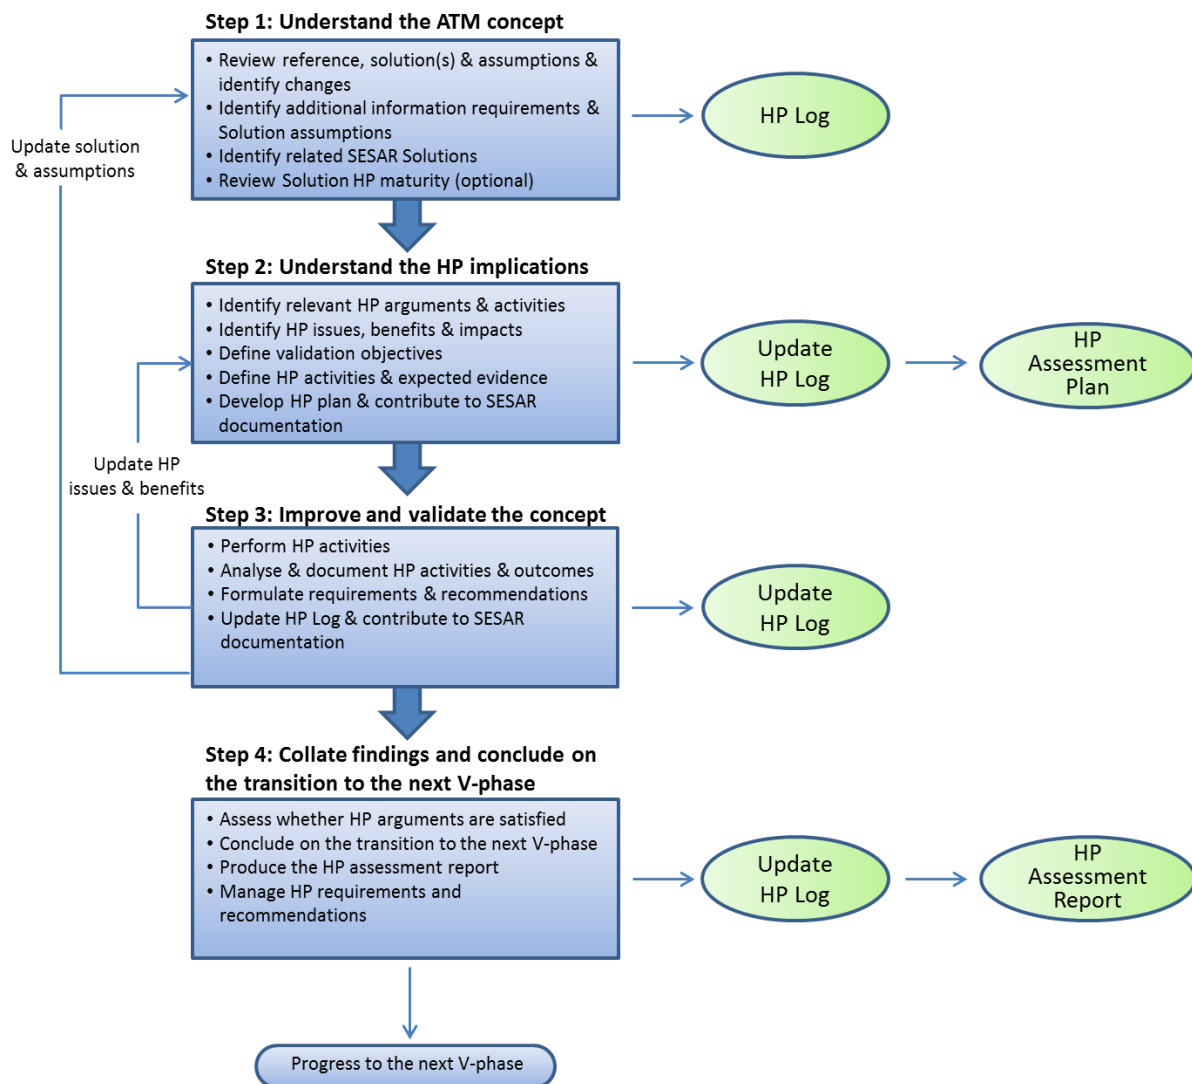 Step 1: Understand the ATM concept
• Review reference, solution(s) & assumptions &
identify changes
• Identify additional information requirements &
Solution assumptions
• Identify related SESAR Solutions
• Review Solution HP maturity (optional)
HP Log
Update solution
& assumptions
Step 2: Understand the HP implications
• Identify relevant HP arguments & activities
• Identify HP issues, benefits & impacts
• Define validation objectives
• Define HP activities & expected evidence
• Develop HP plan & contribute to SESAR
documentation
Update
HP Log
HP
Assessment
Plan
Update HP
issues & benefits
Step 3: Improve and validate the concept
• Perform HP activities
• Analyse & document HP activities & outcomes
• Formulate requirements & recommendations
• Update HP Log & contribute to SESAR
documentation
Update
HP Log
Step 4: Collate findings and conclude on
the transition to the next V-phase
• Assess whether HP arguments are satisfied
• Conclude on the transition to the next V-phase
• Produce the HP assessment report
• Manage HP requirements and
recommendations
Update
HP Log
HP
Assessment
Report
Progress to the next V-phase